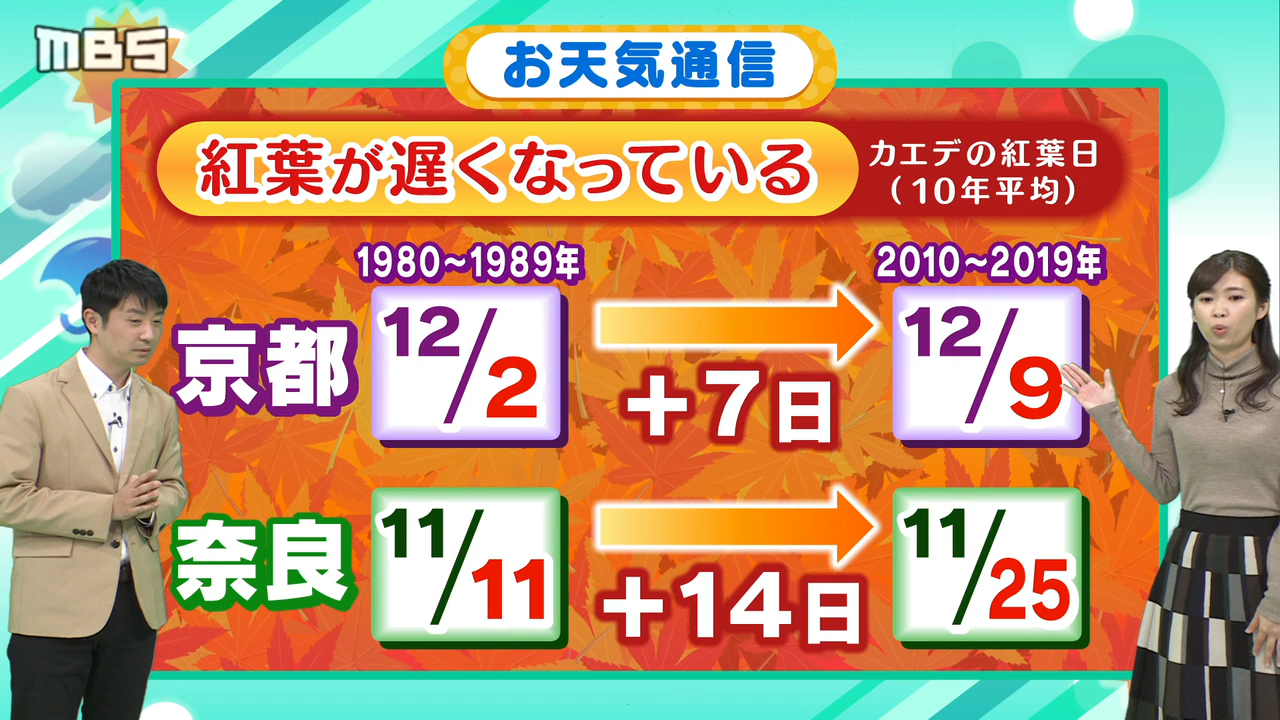 MBS
お天気通信
紅葉が遅くなっている
カエデの紅葉日
(10年平均)
1980~1989年
2010~2019年
京都
12/2
+7日
12/9
奈良
11/11
+14日
11/25